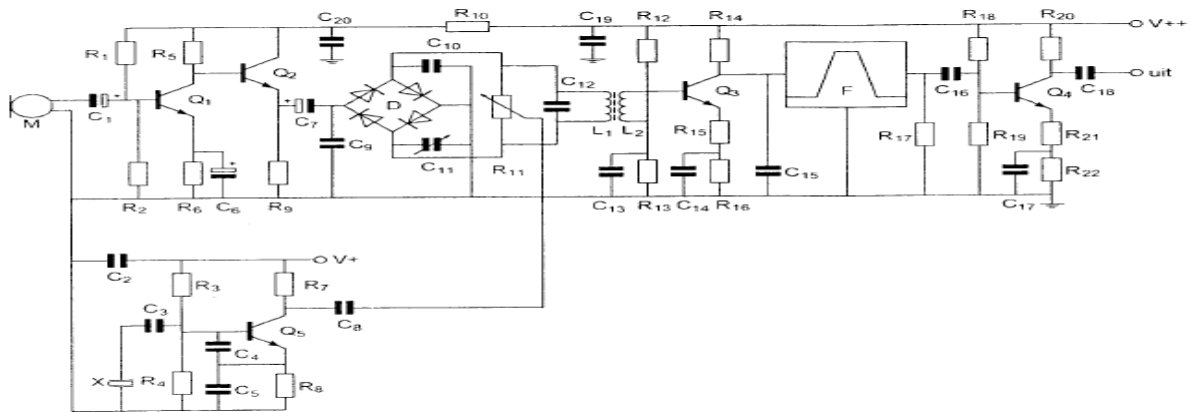 C20 R10 C19 R12 R14 R18 R20 V++
R1 R5 Q2 C10 C12 uit
M C1 Q1 C7 D Q3 F C16 Q4 C18
C9 C11 R11 L1 L2 R15 R17 R19 R21
C15 R22
R2 R6 C6 R9 C13 R13 C14 R16 C17
C2 V+
R3 R7
C3 Q5 C8
C4
X R4 C5 R8